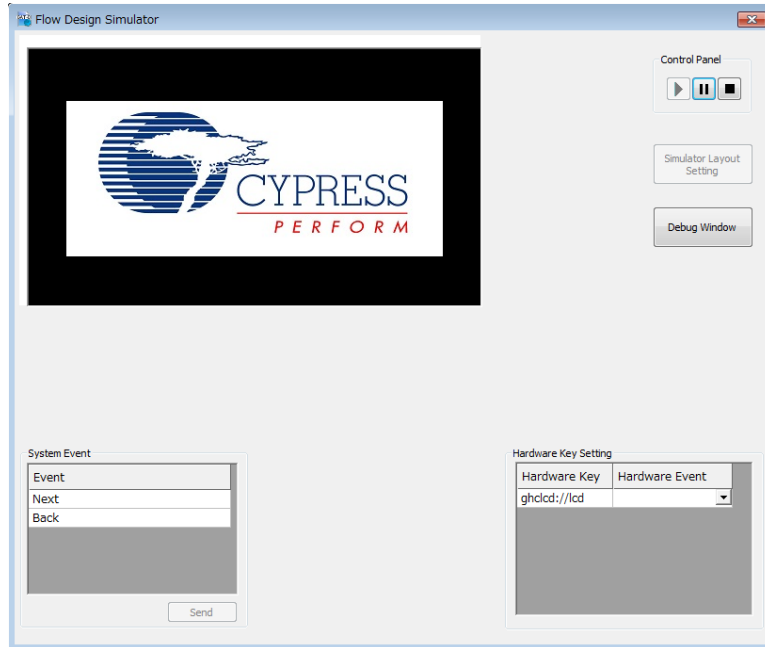 Flow Design Simulator
CYPRESS
PERFORM
Control Panel
Simulator Layout
Setting
Debug Window
System Event
Event
Next
Back
Send
Hardware Key Setting
Hardware Key Hardware Event
ghclcd://lcd